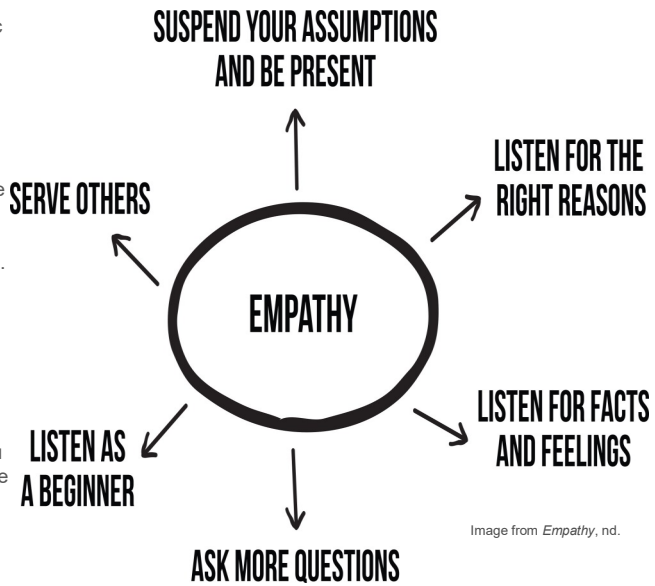 SUSPEND YOUR ASSUMPTIONS
AND BE PRESENT
LISTEN FOR THE
RIGHT REASONS
SERVE OTHERS
EMPATHY
LISTEN FOR FACTS
AND FEELINGS
LISTEN AS
A BEGINNER
Image from Empathy, nd.
ASK MORE QUESTIONS